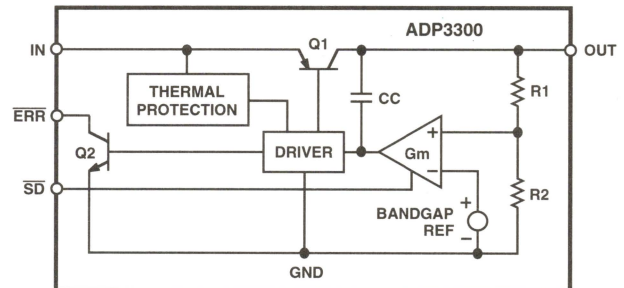 ADP3300
IN
Q1
OUT
THERMAL
PROTECTION
CC
R1
ERR
Q2
DRIVER
Gm
+
−
SD
R2
BANDGAP
REF
+
−
GND